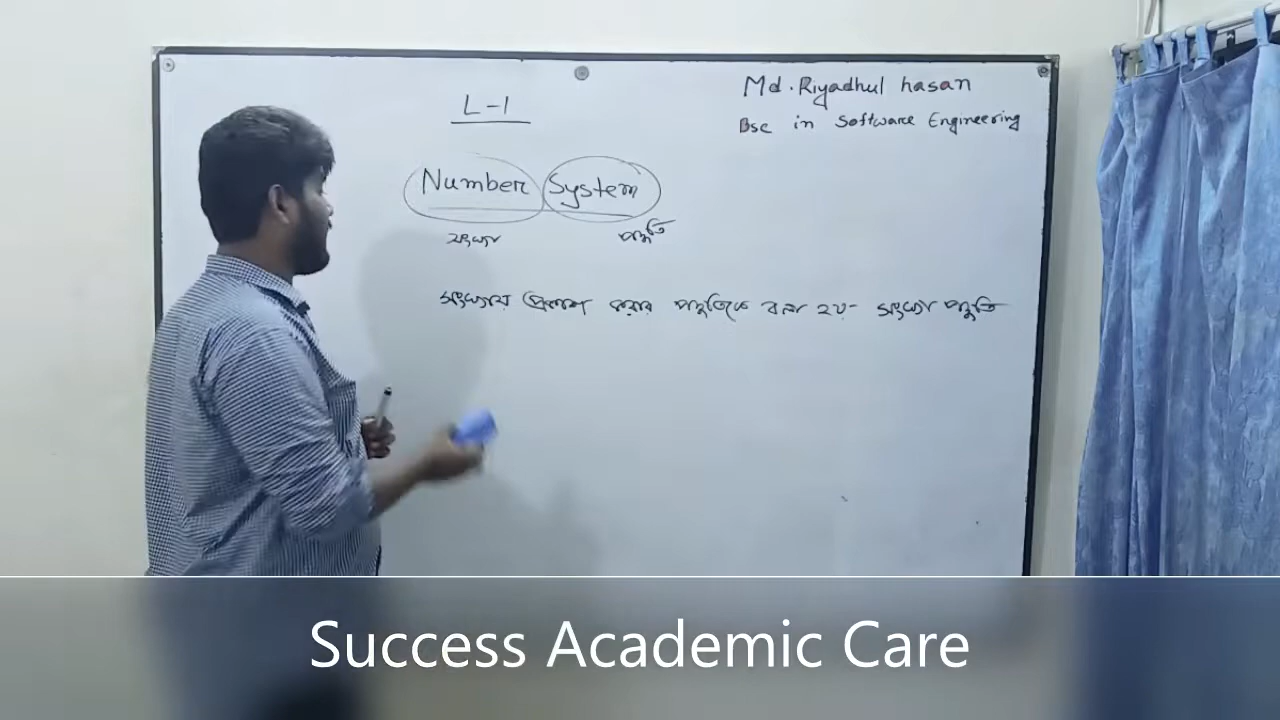 L-1
Md. Riyadhul hasan
Bsc in Software Engineering
Number System
সংখ্যা পদ্ধতি
সংখ্যায় প্রকাশ করার পদ্ধতিকে বলা হয়- সংখ্যা পদ্ধতি
Success Academic Care